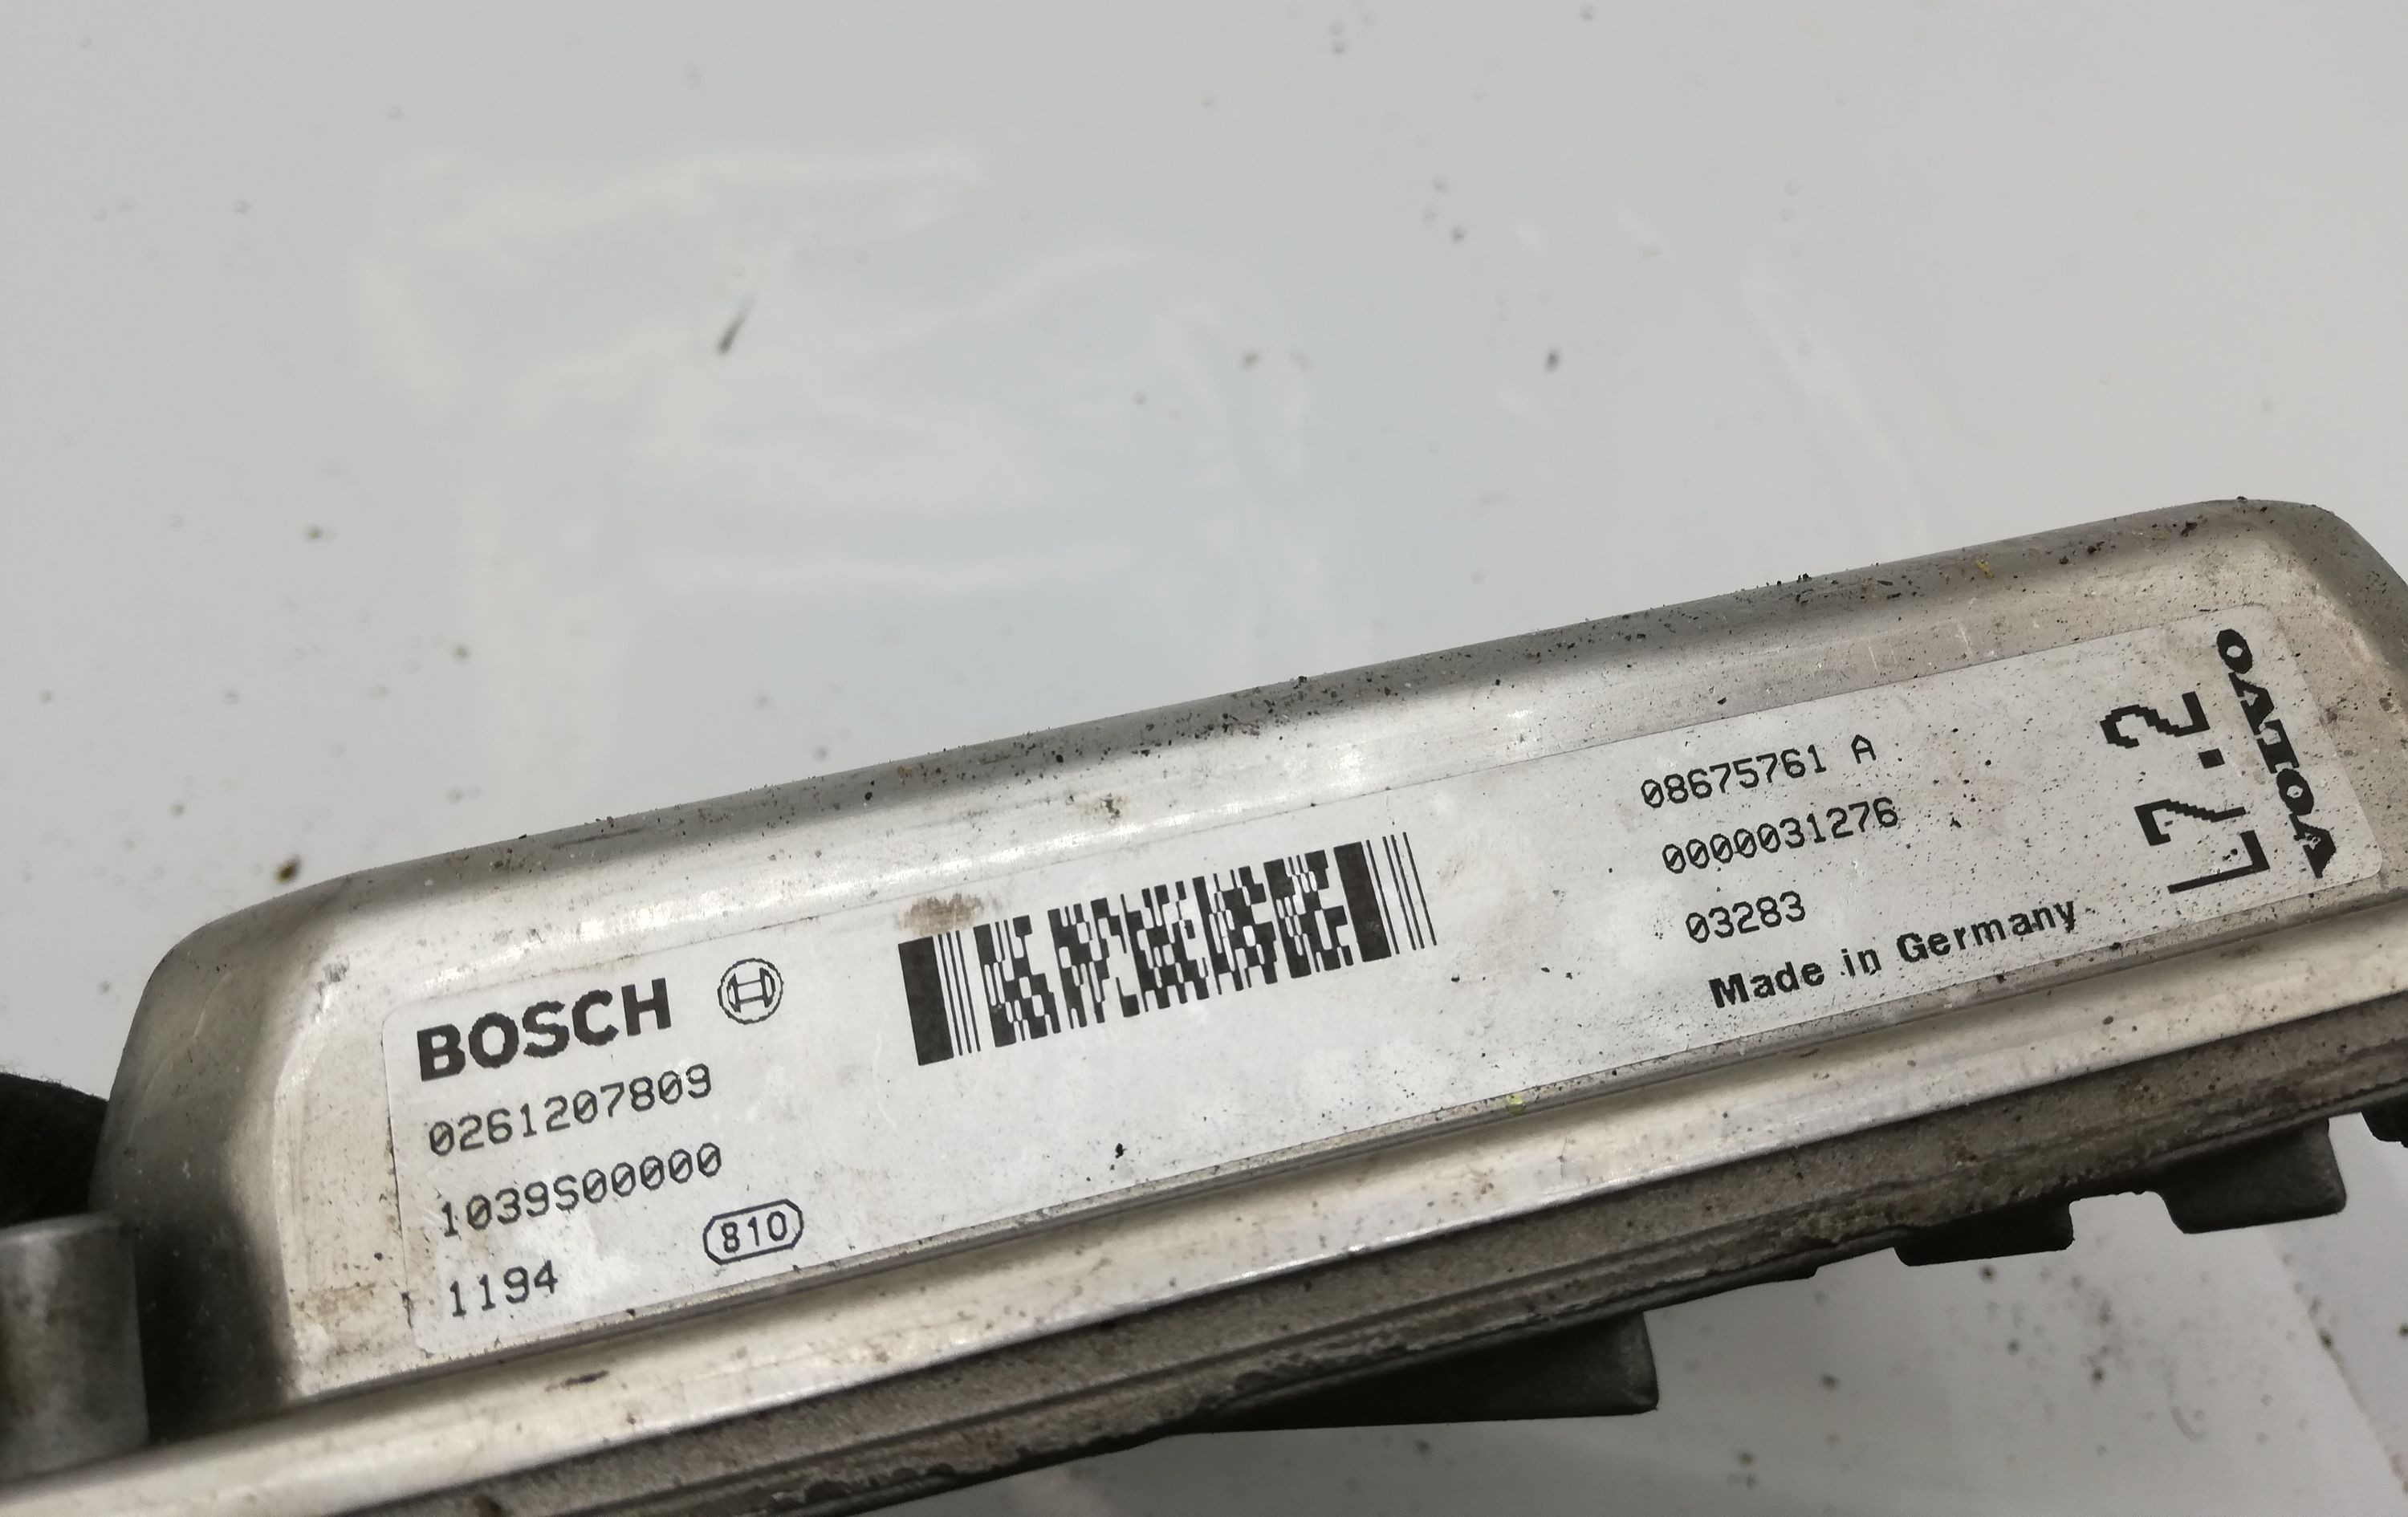 BOSCH
0261207809
1039S00000
1194
810
08675761 A
0000031276
03283
Made in Germany
L7.2
VOLVO